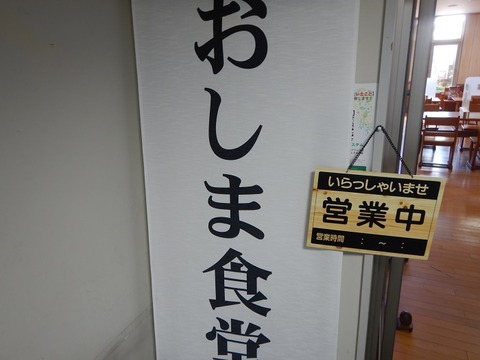 おしま食堂
いらっしゃいませ
営業中
営業時間 : ~ :